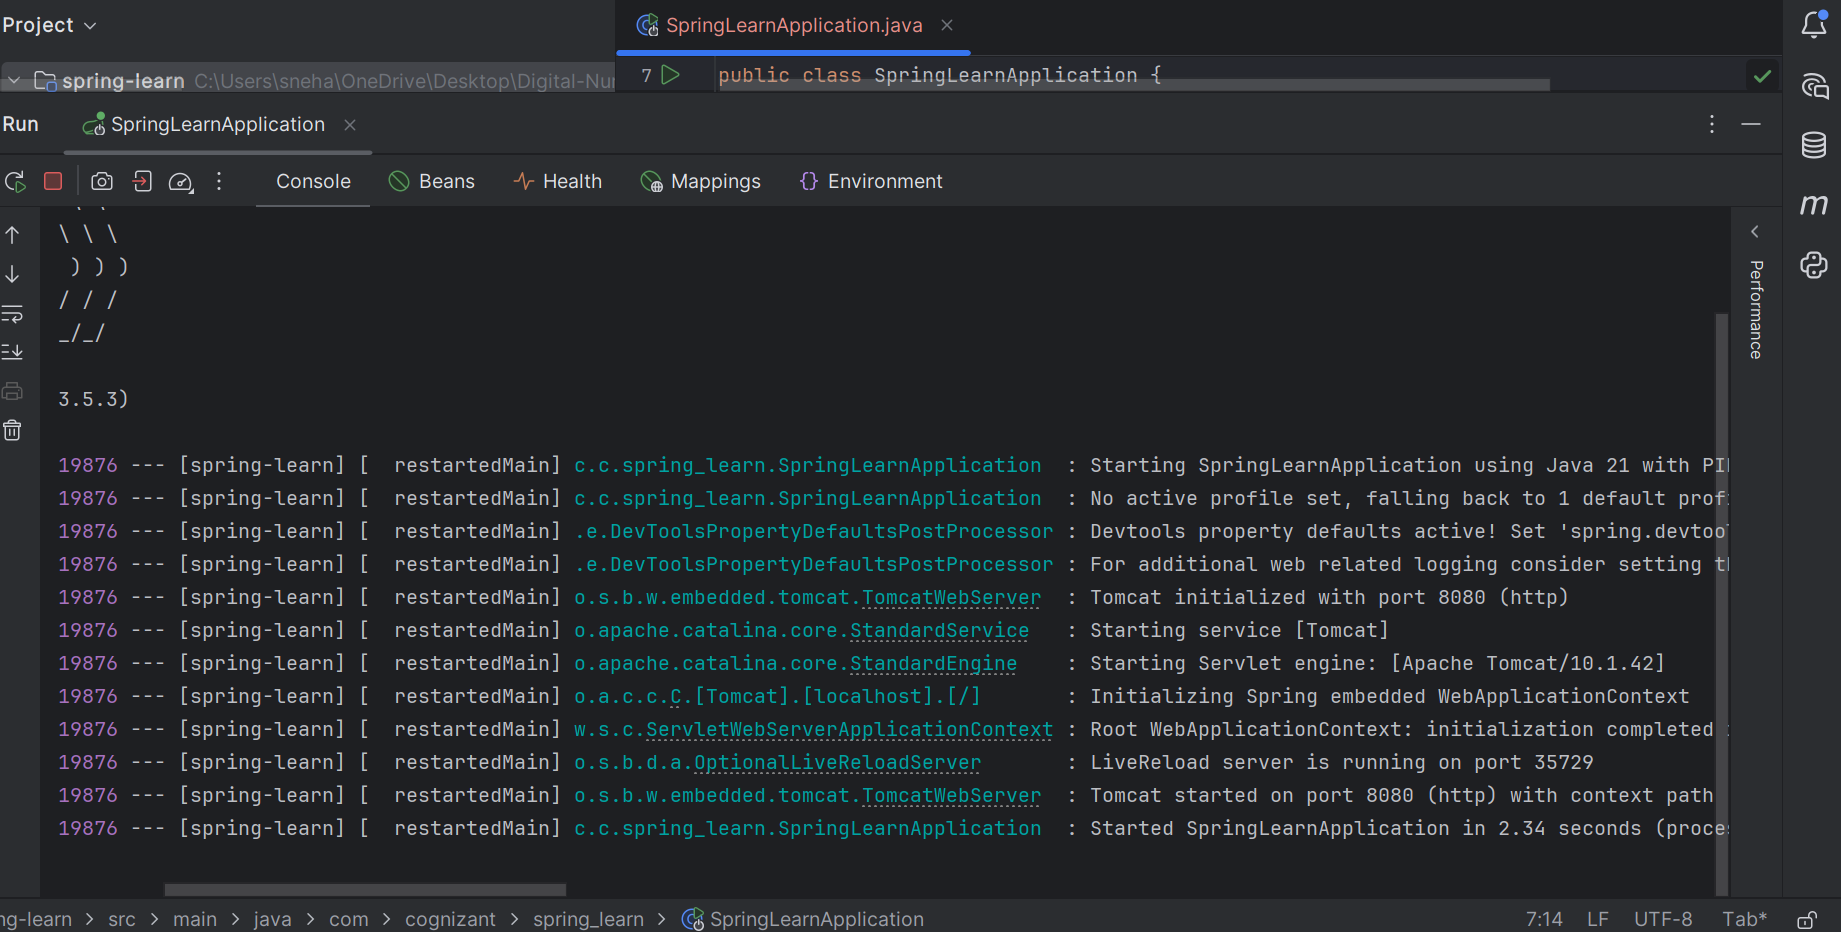 Project
SpringLearnApplication.java
spring-learn C:\Users\sneha\OneDrive\Desktop\Digital-Nur
7 public class SpringLearnApplication {
Run SpringLearnApplication
Console Beans Health Mappings Environment
\ \ \
) ) )
/ / /
_/_/
3.5.3)
19876 --- [spring-learn] [  restartedMain] c.c.spring_learn.SpringLearnApplication : Starting SpringLearnApplication using Java 21 with PI
19876 --- [spring-learn] [  restartedMain] c.c.spring_learn.SpringLearnApplication : No active profile set, falling back to 1 default prof
19876 --- [spring-learn] [  restartedMain] .e.DevToolsPropertyDefaultsPostProcessor : Devtools property defaults active! Set 'spring.devtool
19876 --- [spring-learn] [  restartedMain] .e.DevToolsPropertyDefaultsPostProcessor : For additional web related logging consider setting th
19876 --- [spring-learn] [  restartedMain] o.s.b.w.embedded.tomcat.TomcatWebServer : Tomcat initialized with port 8080 (http)
19876 --- [spring-learn] [  restartedMain] o.apache.catalina.core.StandardService : Starting service [Tomcat]
19876 --- [spring-learn] [  restartedMain] o.apache.catalina.core.StandardEngine : Starting Servlet engine: [Apache Tomcat/10.1.42]
19876 --- [spring-learn] [  restartedMain] o.a.c.c.C.[Tomcat].[localhost].[/] : Initializing Spring embedded WebApplicationContext
19876 --- [spring-learn] [  restartedMain] w.s.c.ServletWebServerApplicationContext : Root WebApplicationContext: initialization completed
19876 --- [spring-learn] [  restartedMain] o.s.b.d.a.OptionalLiveReloadServer : LiveReload server is running on port 35729
19876 --- [spring-learn] [  restartedMain] o.s.b.w.embedded.tomcat.TomcatWebServer : Tomcat started on port 8080 (http) with context path
19876 --- [spring-learn] [  restartedMain] c.c.spring_learn.SpringLearnApplication : Started SpringLearnApplication in 2.34 seconds (proce
Performance
ng-learn > src > main > java > com > cognizant > spring_learn > SpringLearnApplication
7:14 LF UTF-8 Tab*